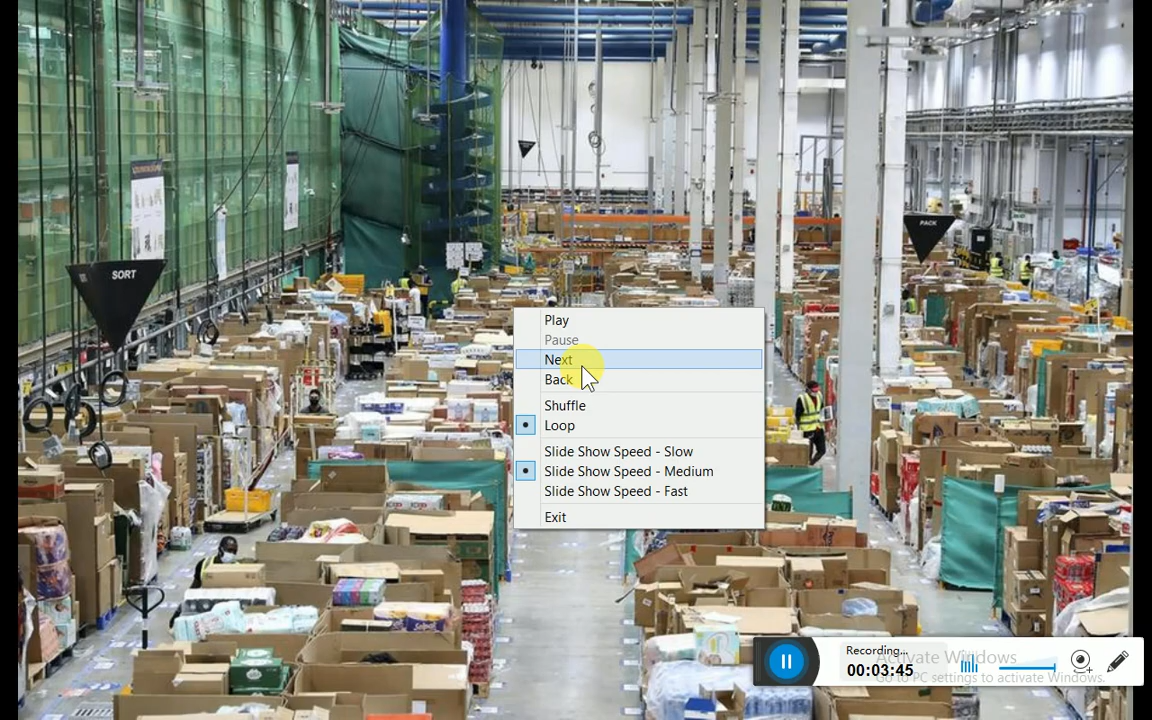 PACK
SORT
Play
Pause
Next
Back
Shuffle
Loop
Slide Show Speed - Slow
Slide Show Speed - Medium
Slide Show Speed - Fast
Exit
Recording...
00:03:45
Activate Windows
Go to PC settings to activate Windows.